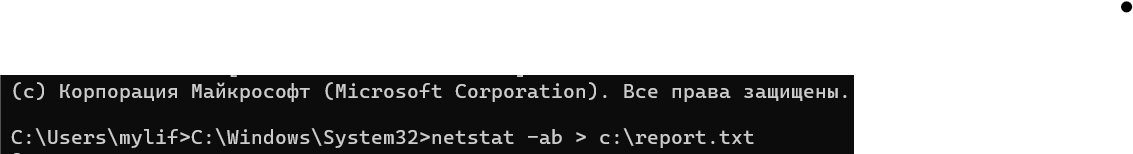 (c) Корпорация Майкрософт (Microsoft Corporation). Все права защищены.
C:\Users\mylif>C:\Windows\System32>netstat -ab > c:\report.txt